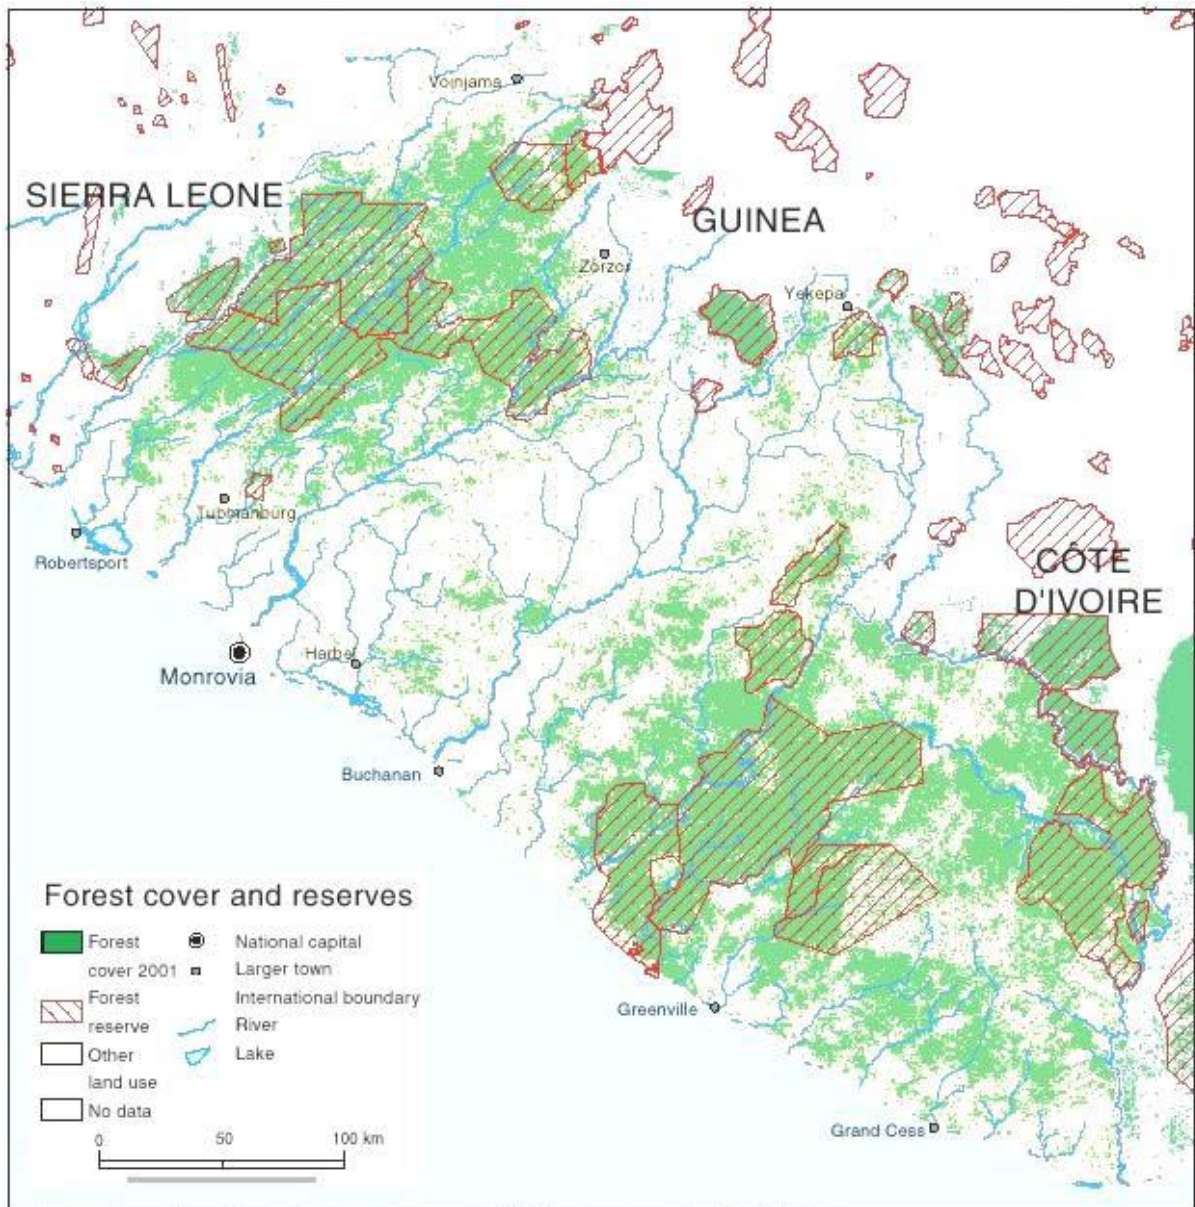 Voinjama
SIERRA LEONE
GUINEA
Zorzor
Yekepa
Tubmanburg
Robertsport
CÔTE
D'IVOIRE
Harbel
Monrovia
Buchanan
Forest cover and reserves
Forest
cover 2001
National capital
Larger town
Forest
reserve
International boundary
River
Other
land use
Lake
No data
0 50 100 km
Greenville
Grand Cess